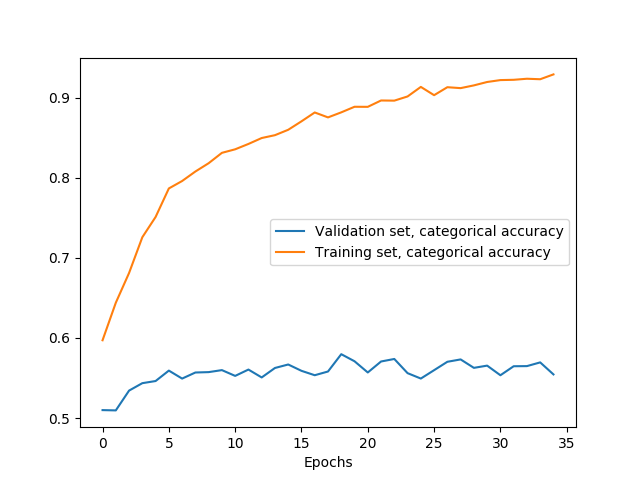 0.9
0.8
0.7
0.6
0.5
Validation set, categorical accuracy
Training set, categorical accuracy
0 5 10 15 20 25 30 35
Epochs